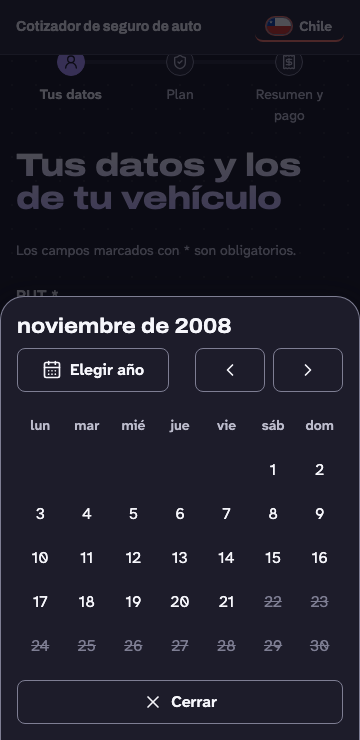 Cotizador de seguro de auto
Chile
Tus datos
Plan
Resumen y
pago
Tus datos y los
de tu vehículo
Los campos marcados con * son obligatorios.
RUT *
noviembre de 2008
Elegir año
lun mar mié jue vie sáb dom
1 2
3 4 5 6 7 8 9
10 11 12 13 14 15 16
17 18 19 20 21 22 23
24 25 26 27 28 29 30
Cerrar